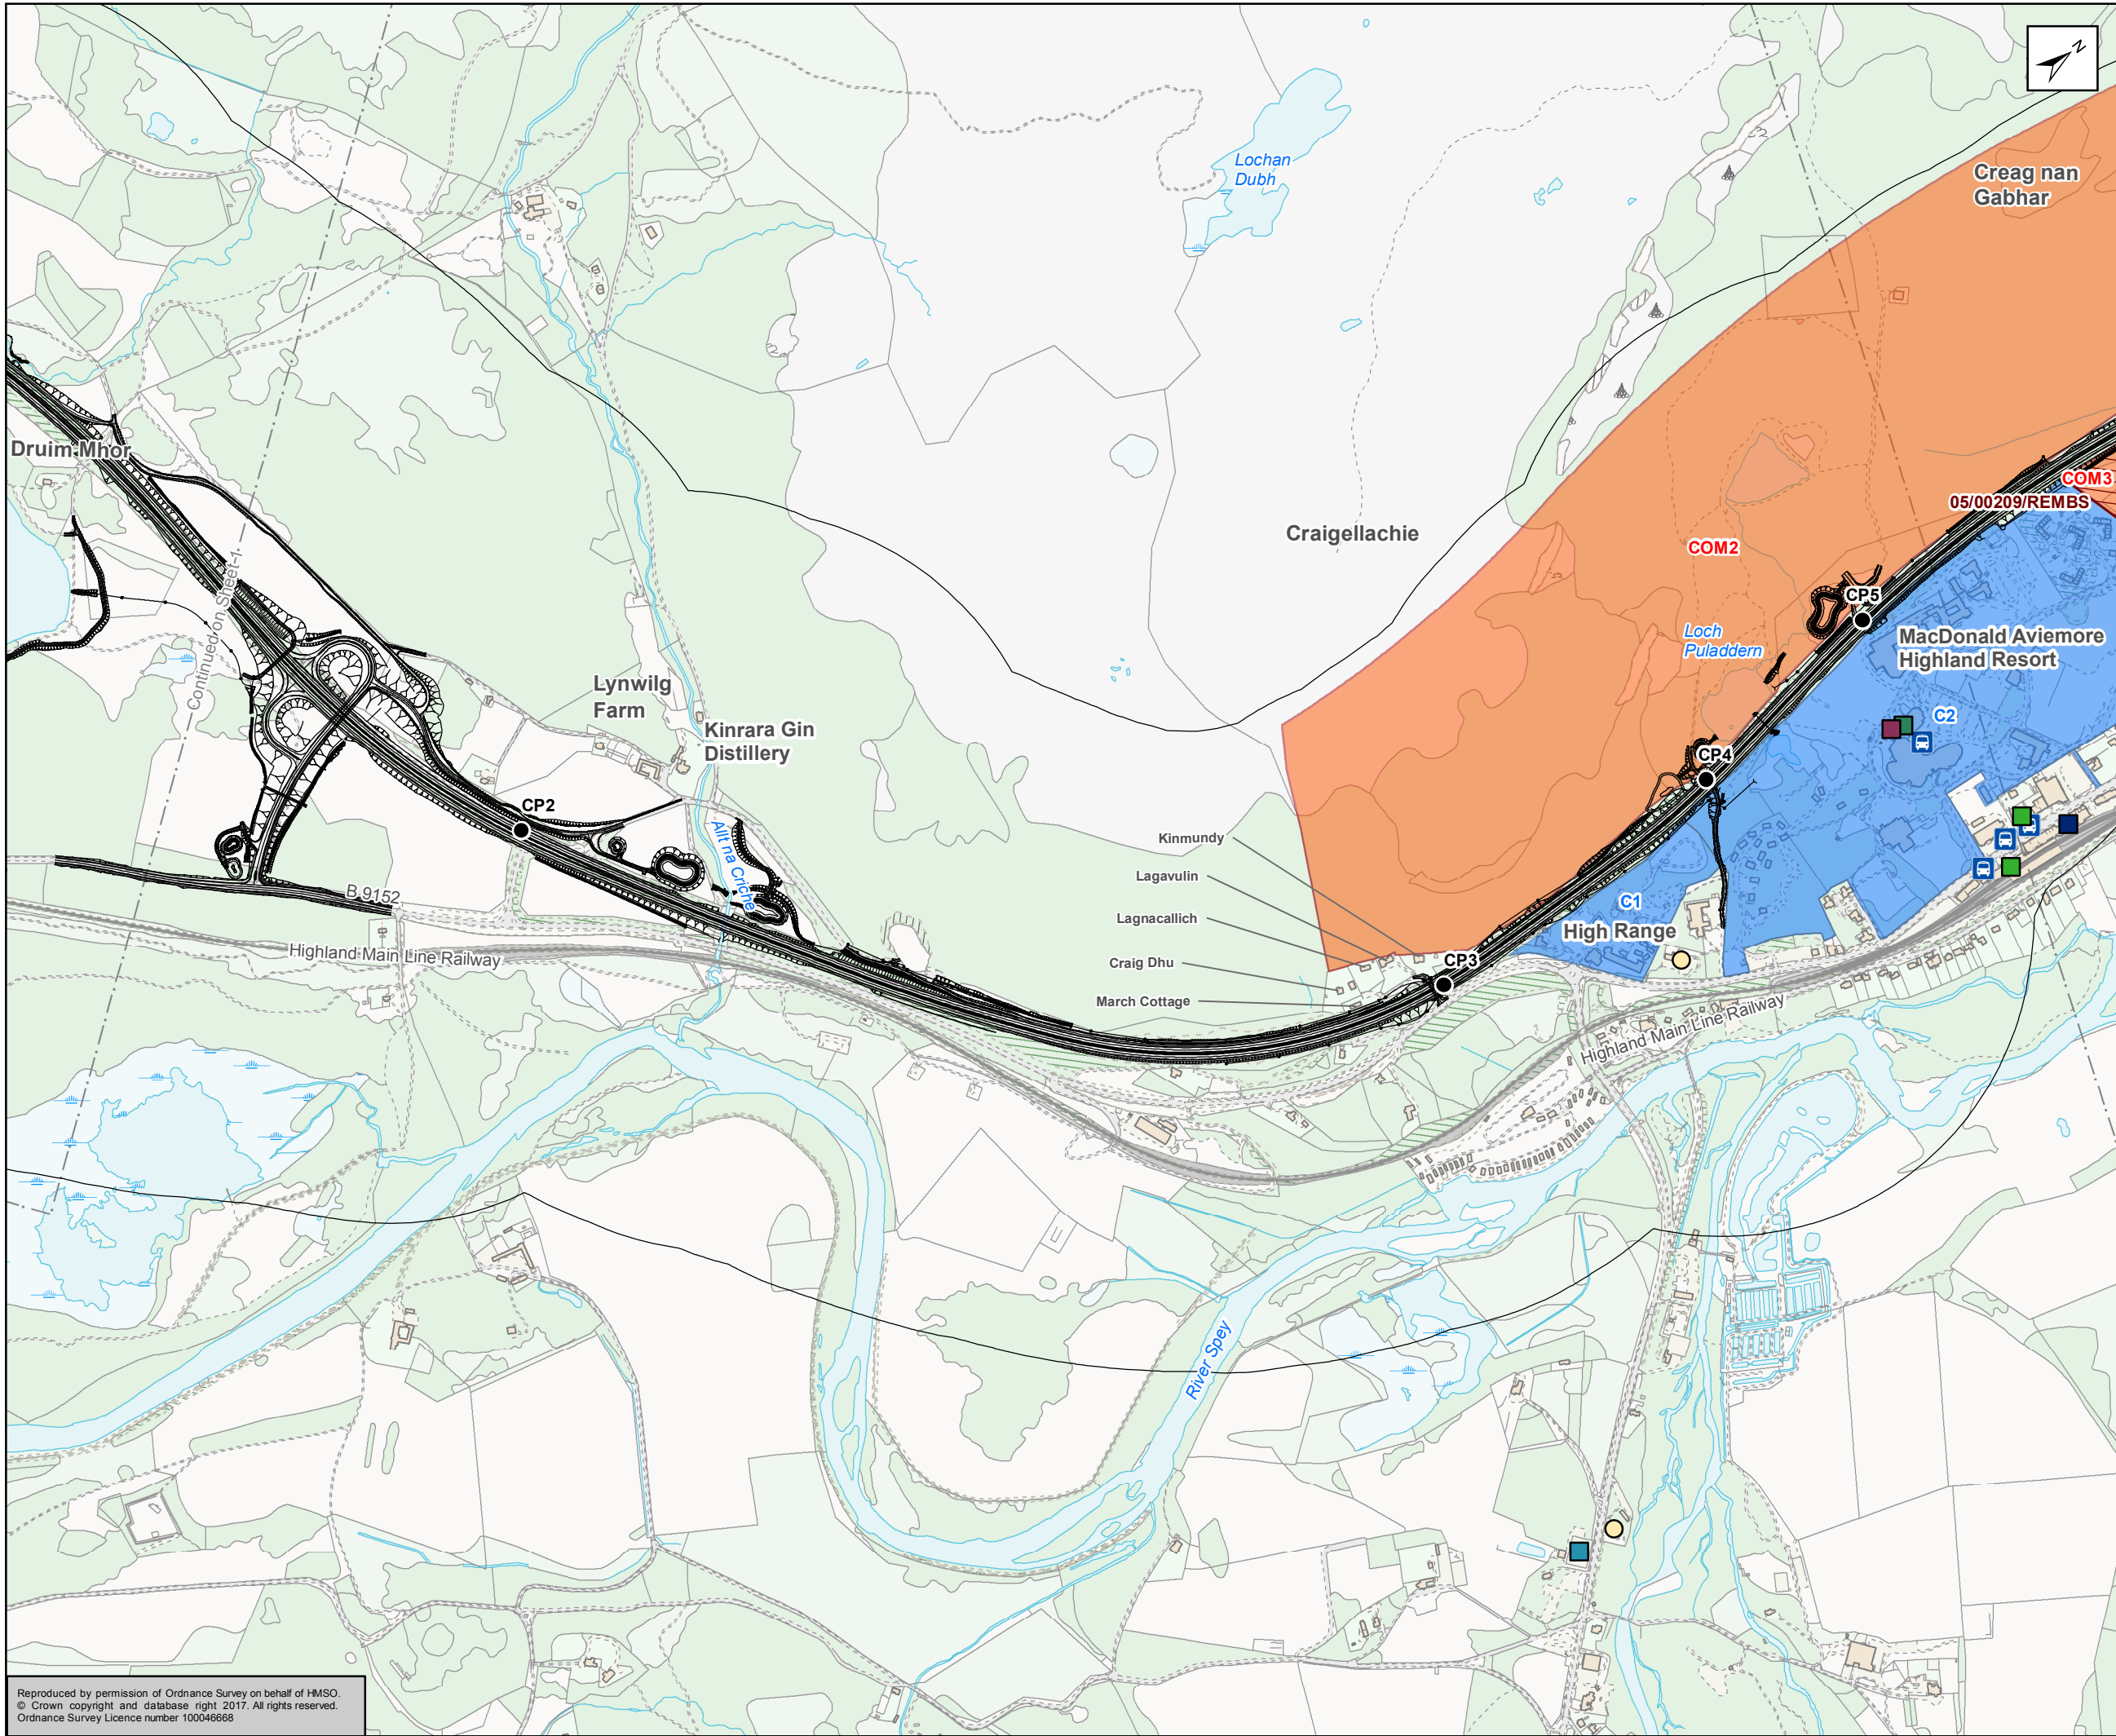 N
Lochan
Dubh
Creag nan
Gabhar
Druim Mhor
COM3
05/00209/REMBS
Craigellachie
COM2
Continued on Sheet 1
CP5
Loch
Puladdern
MacDonald Aviemore
Highland Resort
Lynwilg
Farm
Kinrara Gin
Distillery
C2
CP4
CP2
Allt na Criche
Kinmundy
Lagavulin
B 9152
Lagnacallich
C1
High Range
Highland Main Line Railway
Craig Dhu
CP3
March Cottage
Highland Main Line Railway
River Spey
Reproduced by permission of Ordnance Survey on behalf of HMSO.
© Crown copyright and database right 2017. All rights reserved.
Ordnance Survey Licence number 100046668